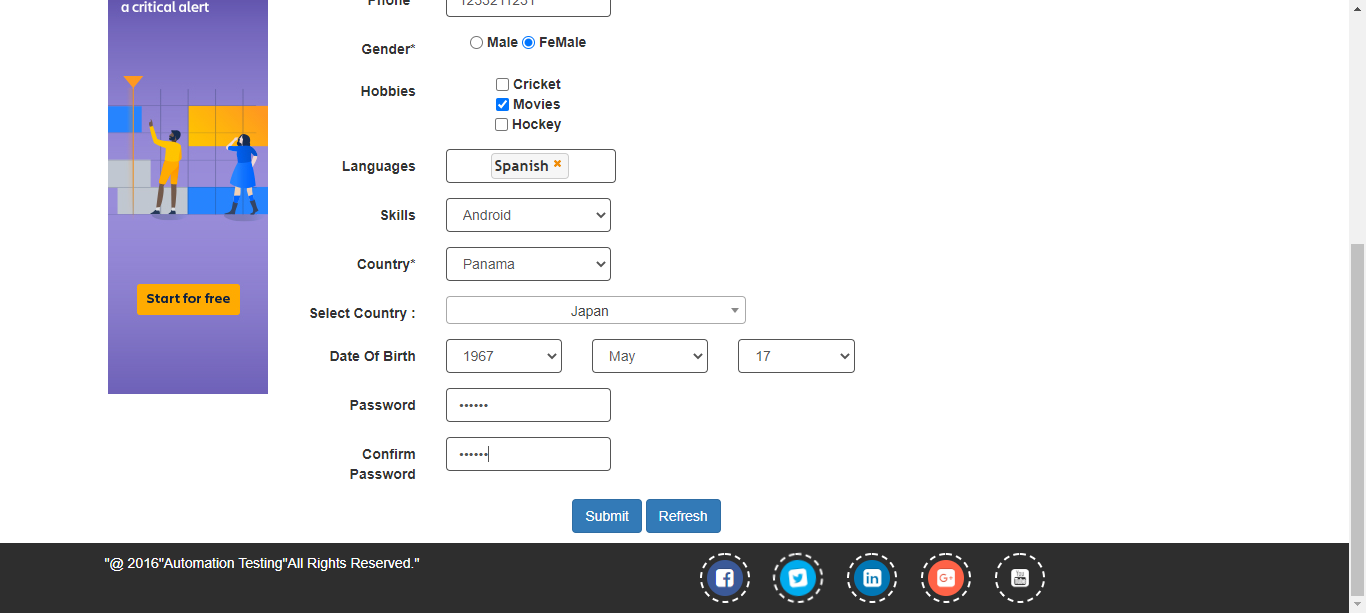 a critical alert
Phone
Gender*
Male FeMale
Hobbies
Cricket
Movies
Hockey
Languages
Spanish ×
Skills
Android
Country*
Panama
Select Country :
Japan
Date Of Birth
1967 May 17
Start for free
Password
••••••
Confirm
Password
••••••
Submit Refresh
"@ 2016"Automation Testing"All Rights Reserved."
f
in
G+
You
Tube